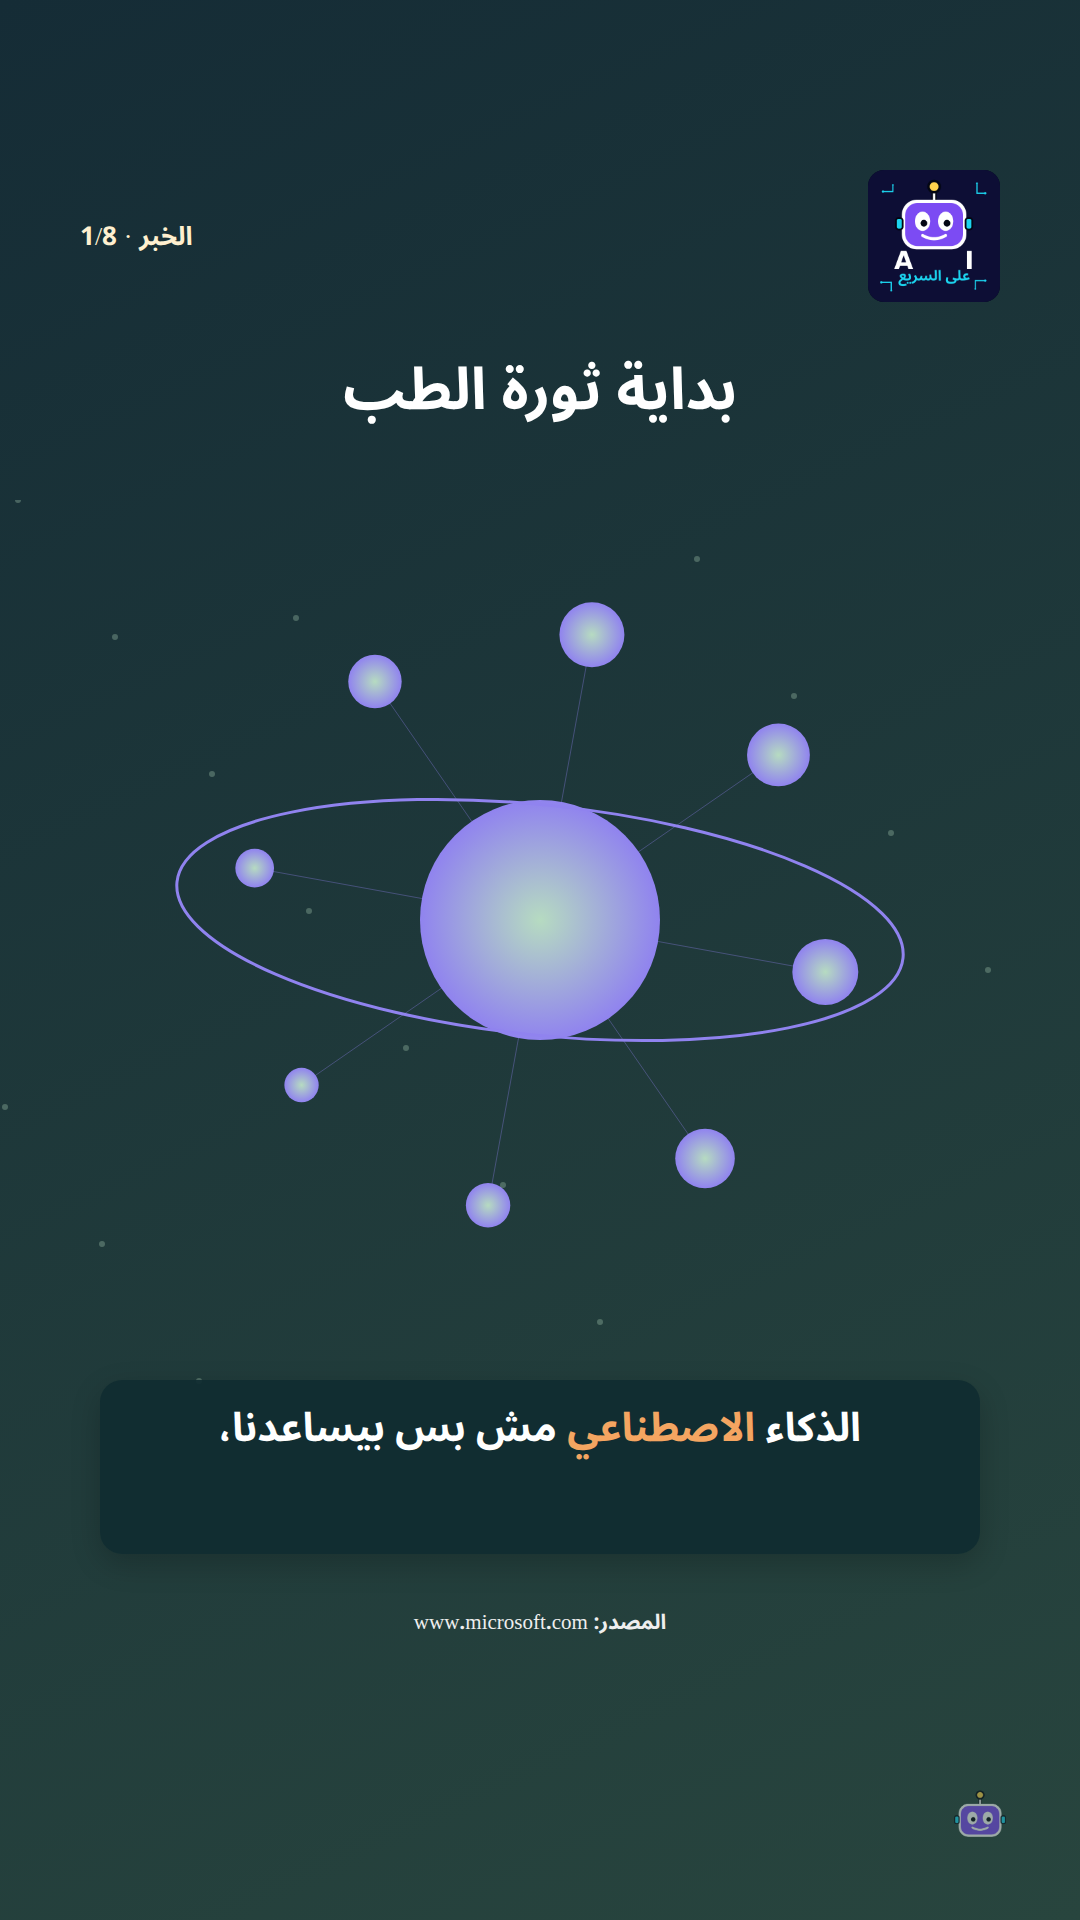 A I
على السريع
الخبر · 1/8
بداية ثورة الطب
الذكاء الاصطناعي مش بس بيساعدنا،
المصدر: www.microsoft.com